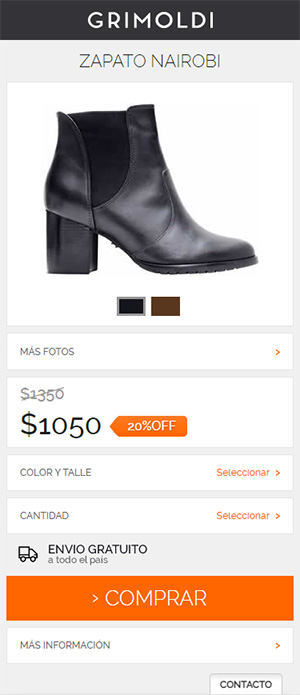 GRIMOLDI
ZAPATO NAIROBI
MÁS FOTOS >
$1350
$1050 20%OFF
COLOR Y TALLE Seleccionar >
CANTIDAD Seleccionar >
ENVIO GRATUITO
a todo el país
> COMPRAR
MÁS INFORMACIÓN >
CONTACTO